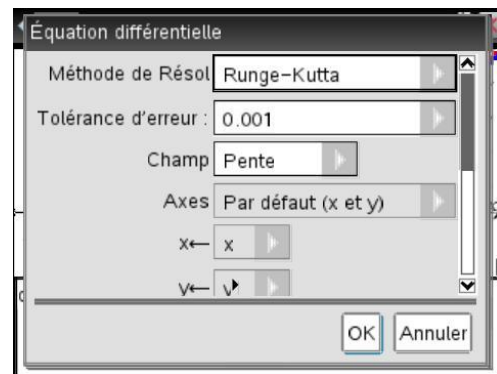 Équation différentielle
Méthode de Résol Runge-Kutta
Tolérance d'erreur : 0.001
Champ Pente
Axes Par défaut (x et y)
x← x
y←
OK Annuler